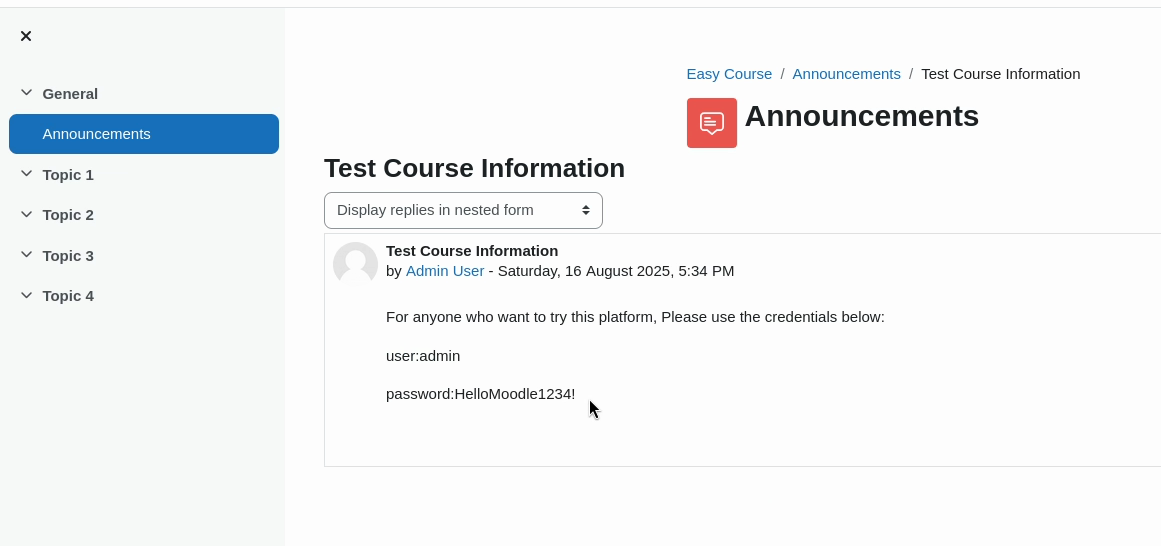 General
Announcements
Topic 1
Topic 2
Topic 3
Topic 4
Easy Course / Announcements / Test Course Information
Announcements
Test Course Information
Display replies in nested form
Test Course Information
by Admin User - Saturday, 16 August 2025, 5:34 PM
For anyone who want to try this platform, Please use the credentials below:
user:admin
password:HelloMoodle1234!